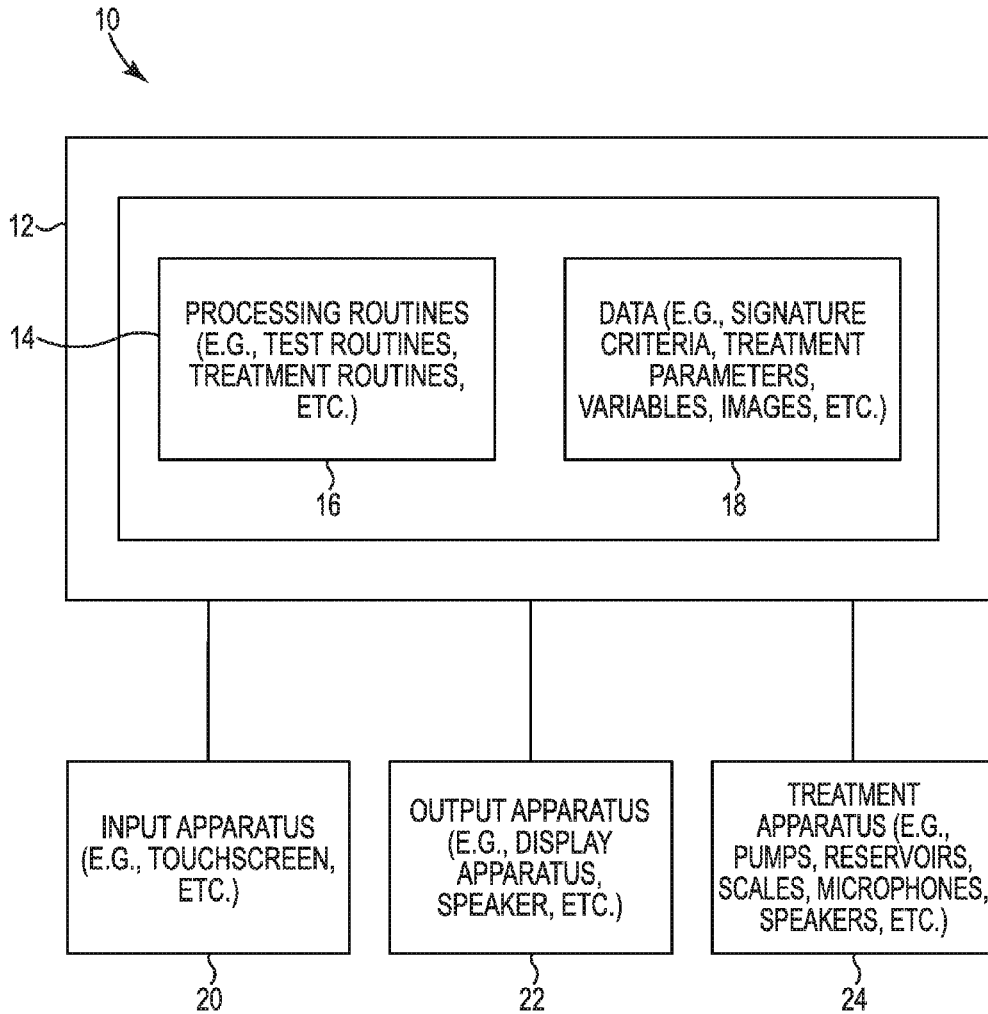 10
12
14
PROCESSING ROUTINES
(E.G., TEST ROUTINES,
TREATMENT ROUTINES,
ETC.)
16
DATA (E.G., SIGNATURE
CRITERIA, TREATMENT
PARAMETERS,
VARIABLES, IMAGES, ETC.)
18
INPUT APPARATUS
(E.G., TOUCHSCREEN,
ETC.)
20
OUTPUT APPARATUS
(E.G., DISPLAY
APPARATUS,
SPEAKER, ETC.)
22
TREATMENT
APPARATUS (E.G.,
PUMPS, RESERVOIRS,
SCALES, MICROPHONES,
SPEAKERS, ETC.)
24